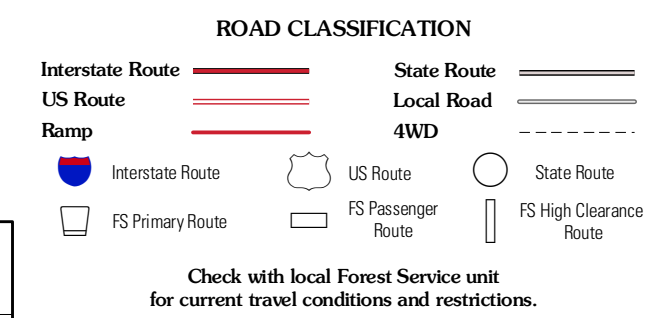 ROAD CLASSIFICATION
Interstate Route
State Route
US Route
Local Road
Ramp
4WD
Interstate Route
US Route
State Route
FS Primary Route
FS Passenger
Route
FS High Clearance
Route
Check with local Forest Service unit
for current travel conditions and restrictions.